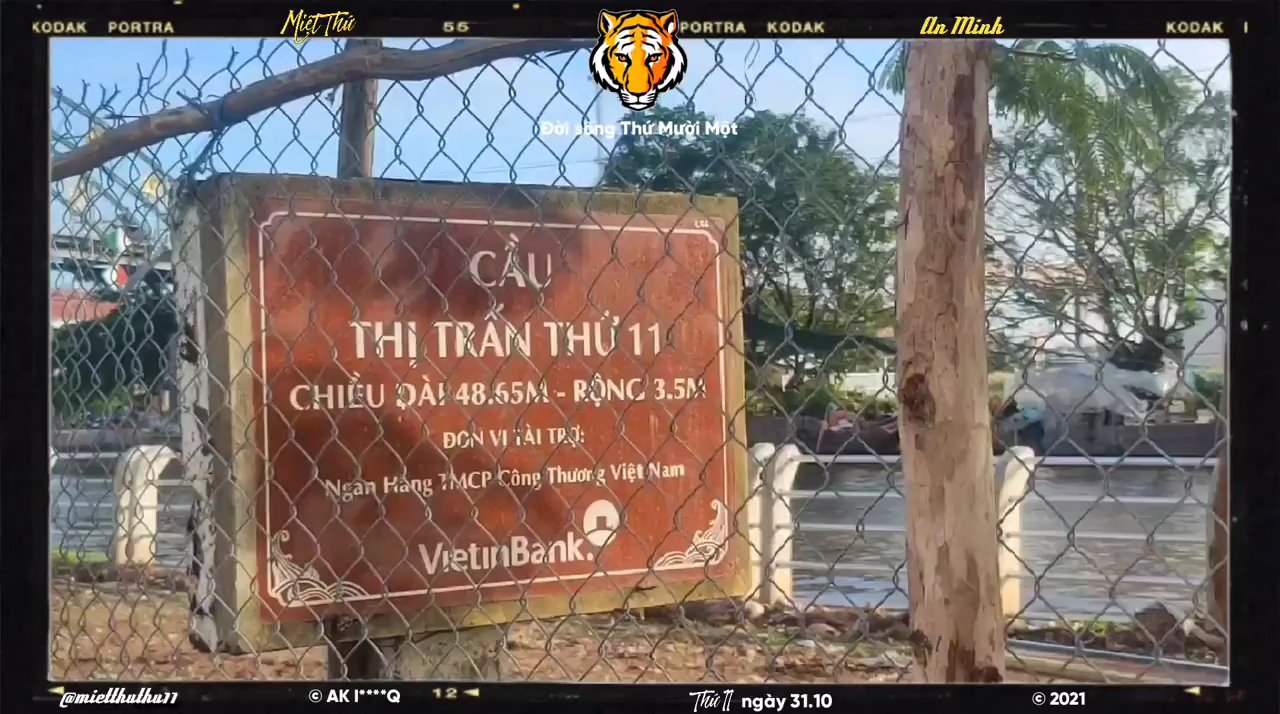 KODAK PORTRA
Miệt Thứ
55
PORTRA KODAK
An Minh
KODAK
Đời sống Thứ Mười Một
CẦU
THỊ TRẤN THỨ 11
CHIỀU DÀI 48.65M - RỘNG 3.5M
ĐƠN VỊ TÀI TRỢ:
Ngân Hàng TMCP Công Thương Việt Nam
VietinBank
@mietthuthu11
© AK I****Q
12
Thứ 11 ngày 31.10
© 2021